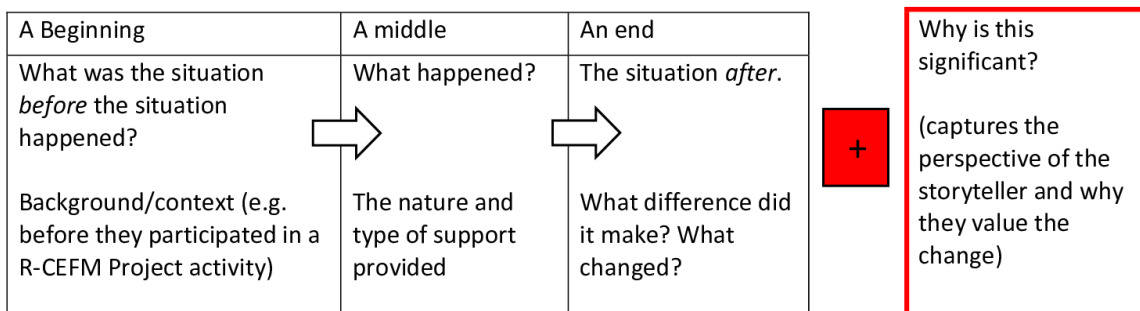 A Beginning
What was the situation
before the situation
happened?
Background/context (e.g.
before they participated in a
R-CEFM Project activity)
A middle
What happened?
The nature and
type of support
provided
An end
The situation after.
What difference did
it make? What
changed?
+
Why is this
significant?
(captures the
perspective of the
storyteller and why
they value the
change)